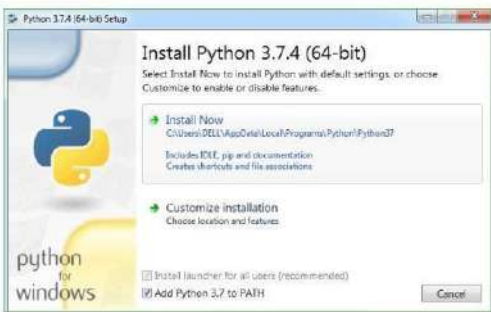 Python 3.7.4 (64-bit) Setup
Install Python 3.7.4 (64-bit)
Select Install Now to install Python with default settings, or choose
Customize to enable or disable features.
Install Now
C:\Users\DELL\AppData\Local\Programs\Python\Python37
Includes IDLE, pip and documentation
Creates shortcuts and file associations
Customize installation
Choose location and features
python
for
windows
Install launcher for all users (recommended)
Add Python 3.7 to PATH
Cancel